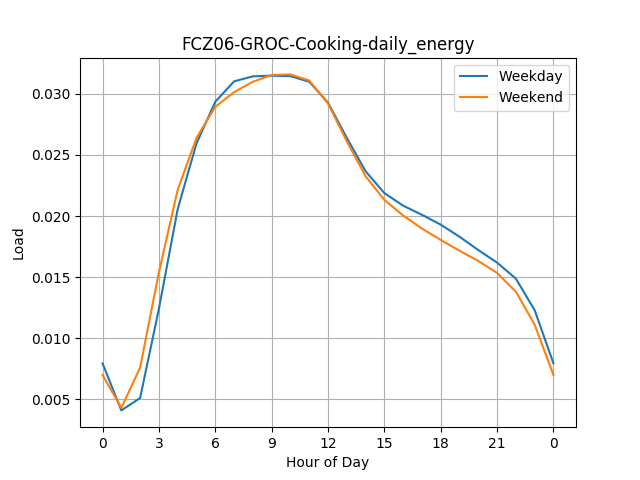 FCZ06-GROC-Cooking-daily_energy
Weekday
Weekend
Load
0.030
0.025
0.020
0.015
0.010
0.005
0 3 6 9 12 15 18 21 0
Hour of Day